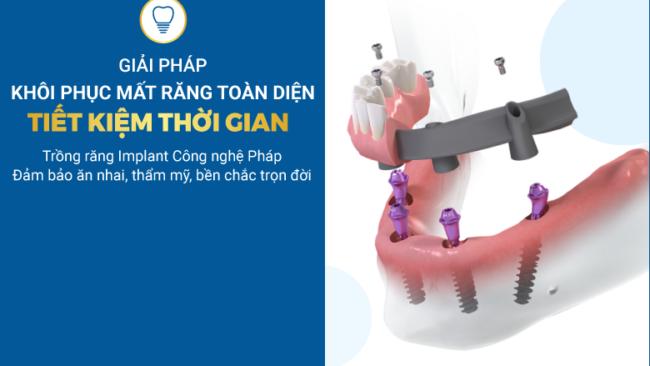 GIẢI PHÁP
KHÔI PHỤC MẤT RĂNG TOÀN DIỆN
TIẾT KIỆM THỜI GIAN
Trồng răng Implant Công nghệ Pháp
Đảm bảo ăn nhai, thẩm mỹ, bền chắc trọn đời